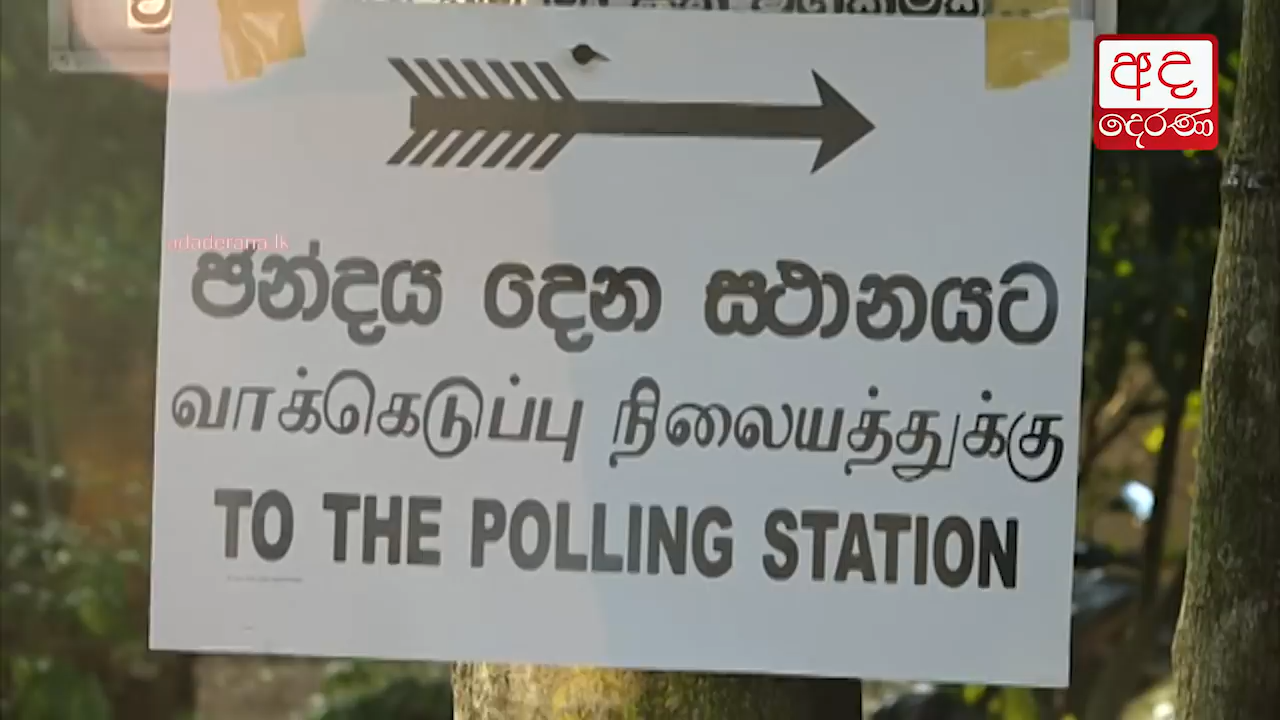 අද
දෙරණ
adaderana.lk
ඡන්දය දෙන ස්ථානයට
வாக்கெடுப்பு நிலையத்துக்கு
TO THE POLLING STATION